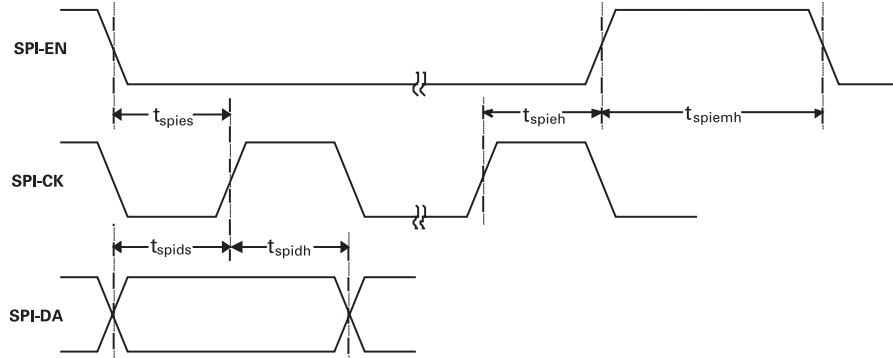 SPI-EN
tspies
tspieh
tspiemh
SPI-CK
tspids
tspidh
SPI-DA